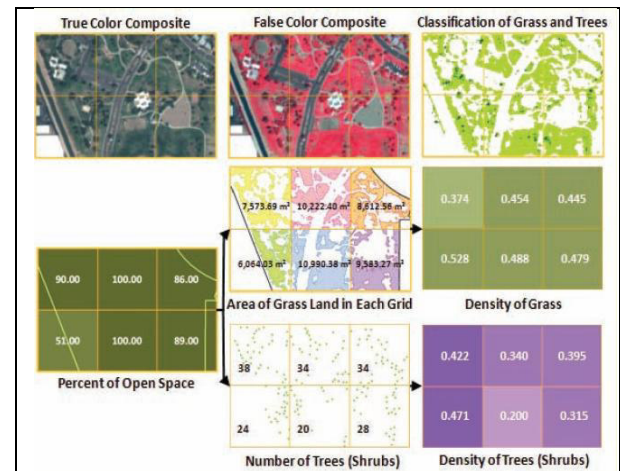 True Color Composite
False Color Composite
Classification of Grass and Trees
7,573.69 m² 10,222.40 m² 8,612.56 m²
6,064.03 m² 10,990.38 m² 9,583.27 m²
Area of Grass Land in Each Grid
0.374 0.454 0.445
0.528 0.488 0.479
Density of Grass
90.00 100.00 86.00
51.00 100.00 89.00
Percent of Open Space
38 34 34
24 20 28
Number of Trees (Shrubs)
0.422 0.340 0.395
0.471 0.200 0.315
Density of Trees (Shrubs)